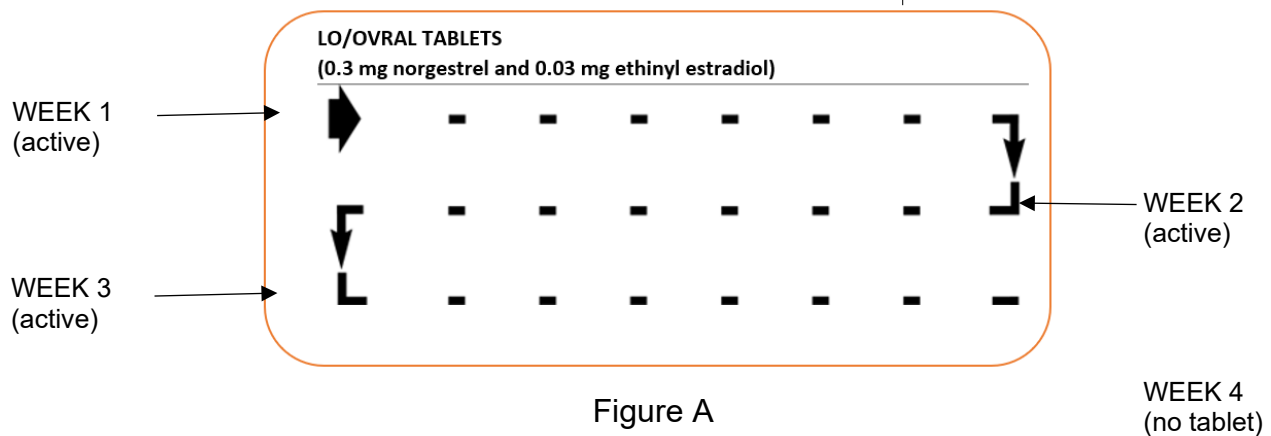 LO/OVRAL TABLETS
(0.3 mg norgestrel and 0.03 mg ethinyl estradiol)
WEEK 1
(active)
WEEK 2
(active)
WEEK 3
(active)
WEEK 4
(no tablet)
Figure A